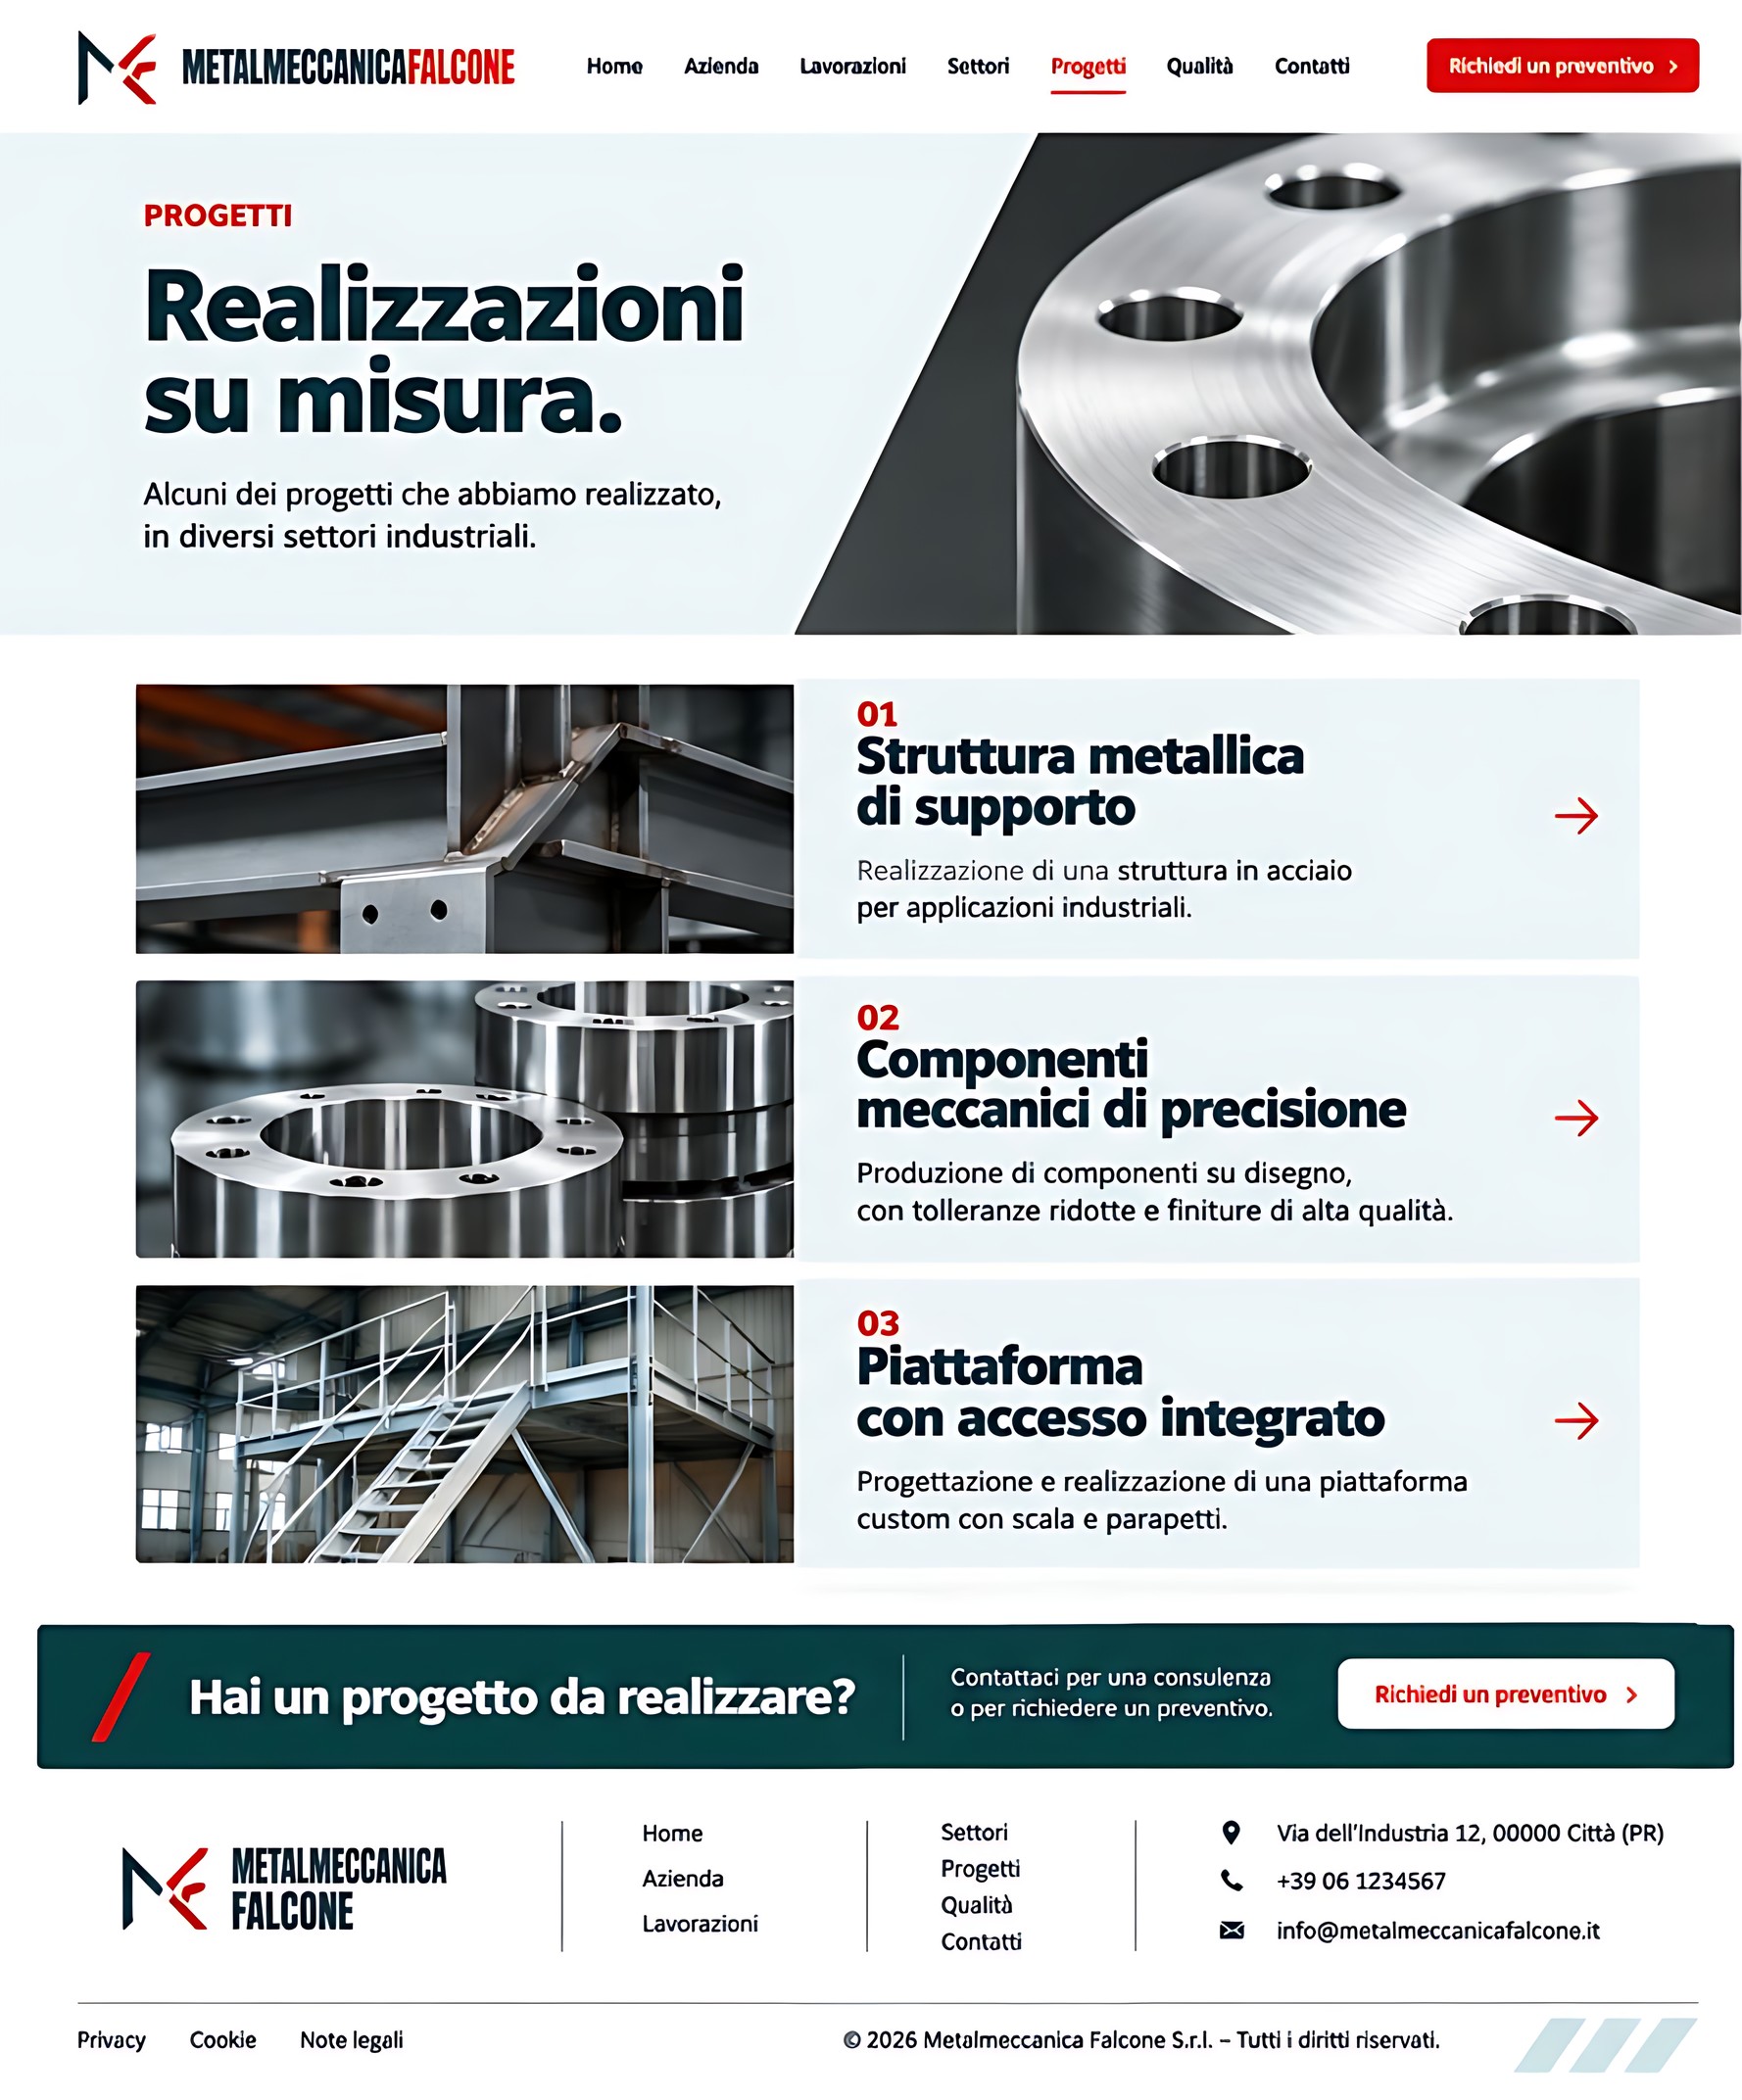 METALMECCANICAFALCONE
Home Azienda Lavorazioni Settori Progetti Qualità Contatti
Richiedi un preventivo
PROGETTI
Realizzazioni
su misura.
Alcuni dei progetti che abbiamo realizzato,
in diversi settori industriali.
01
Struttura metallica
di supporto
Realizzazione di una struttura in acciaio
per applicazioni industriali.
02
Componenti
meccanici di precisione
Produzione di componenti su disegno,
con tolleranze ridotte e finiture di alta qualità.
03
Piattaforma
con accesso integrato
Progettazione e realizzazione di una piattaforma
custom con scala e parapetti.
Hai un progetto da realizzare?
Contattaci per una consulenza
o per richiedere un preventivo.
Richiedi un preventivo
METALMECCANICA
FALCONE
Home
Azienda
Lavorazioni
Settori
Progetti
Qualità
Contatti
Via dell'Industria 12, 00000 Città (PR)
+39 06 1234567
info@metalmeccanicafalcone.it
Privacy Cookie Note legali
© 2026 Metalmeccanica Falcone S.r.l. – Tutti i diritti riservati.